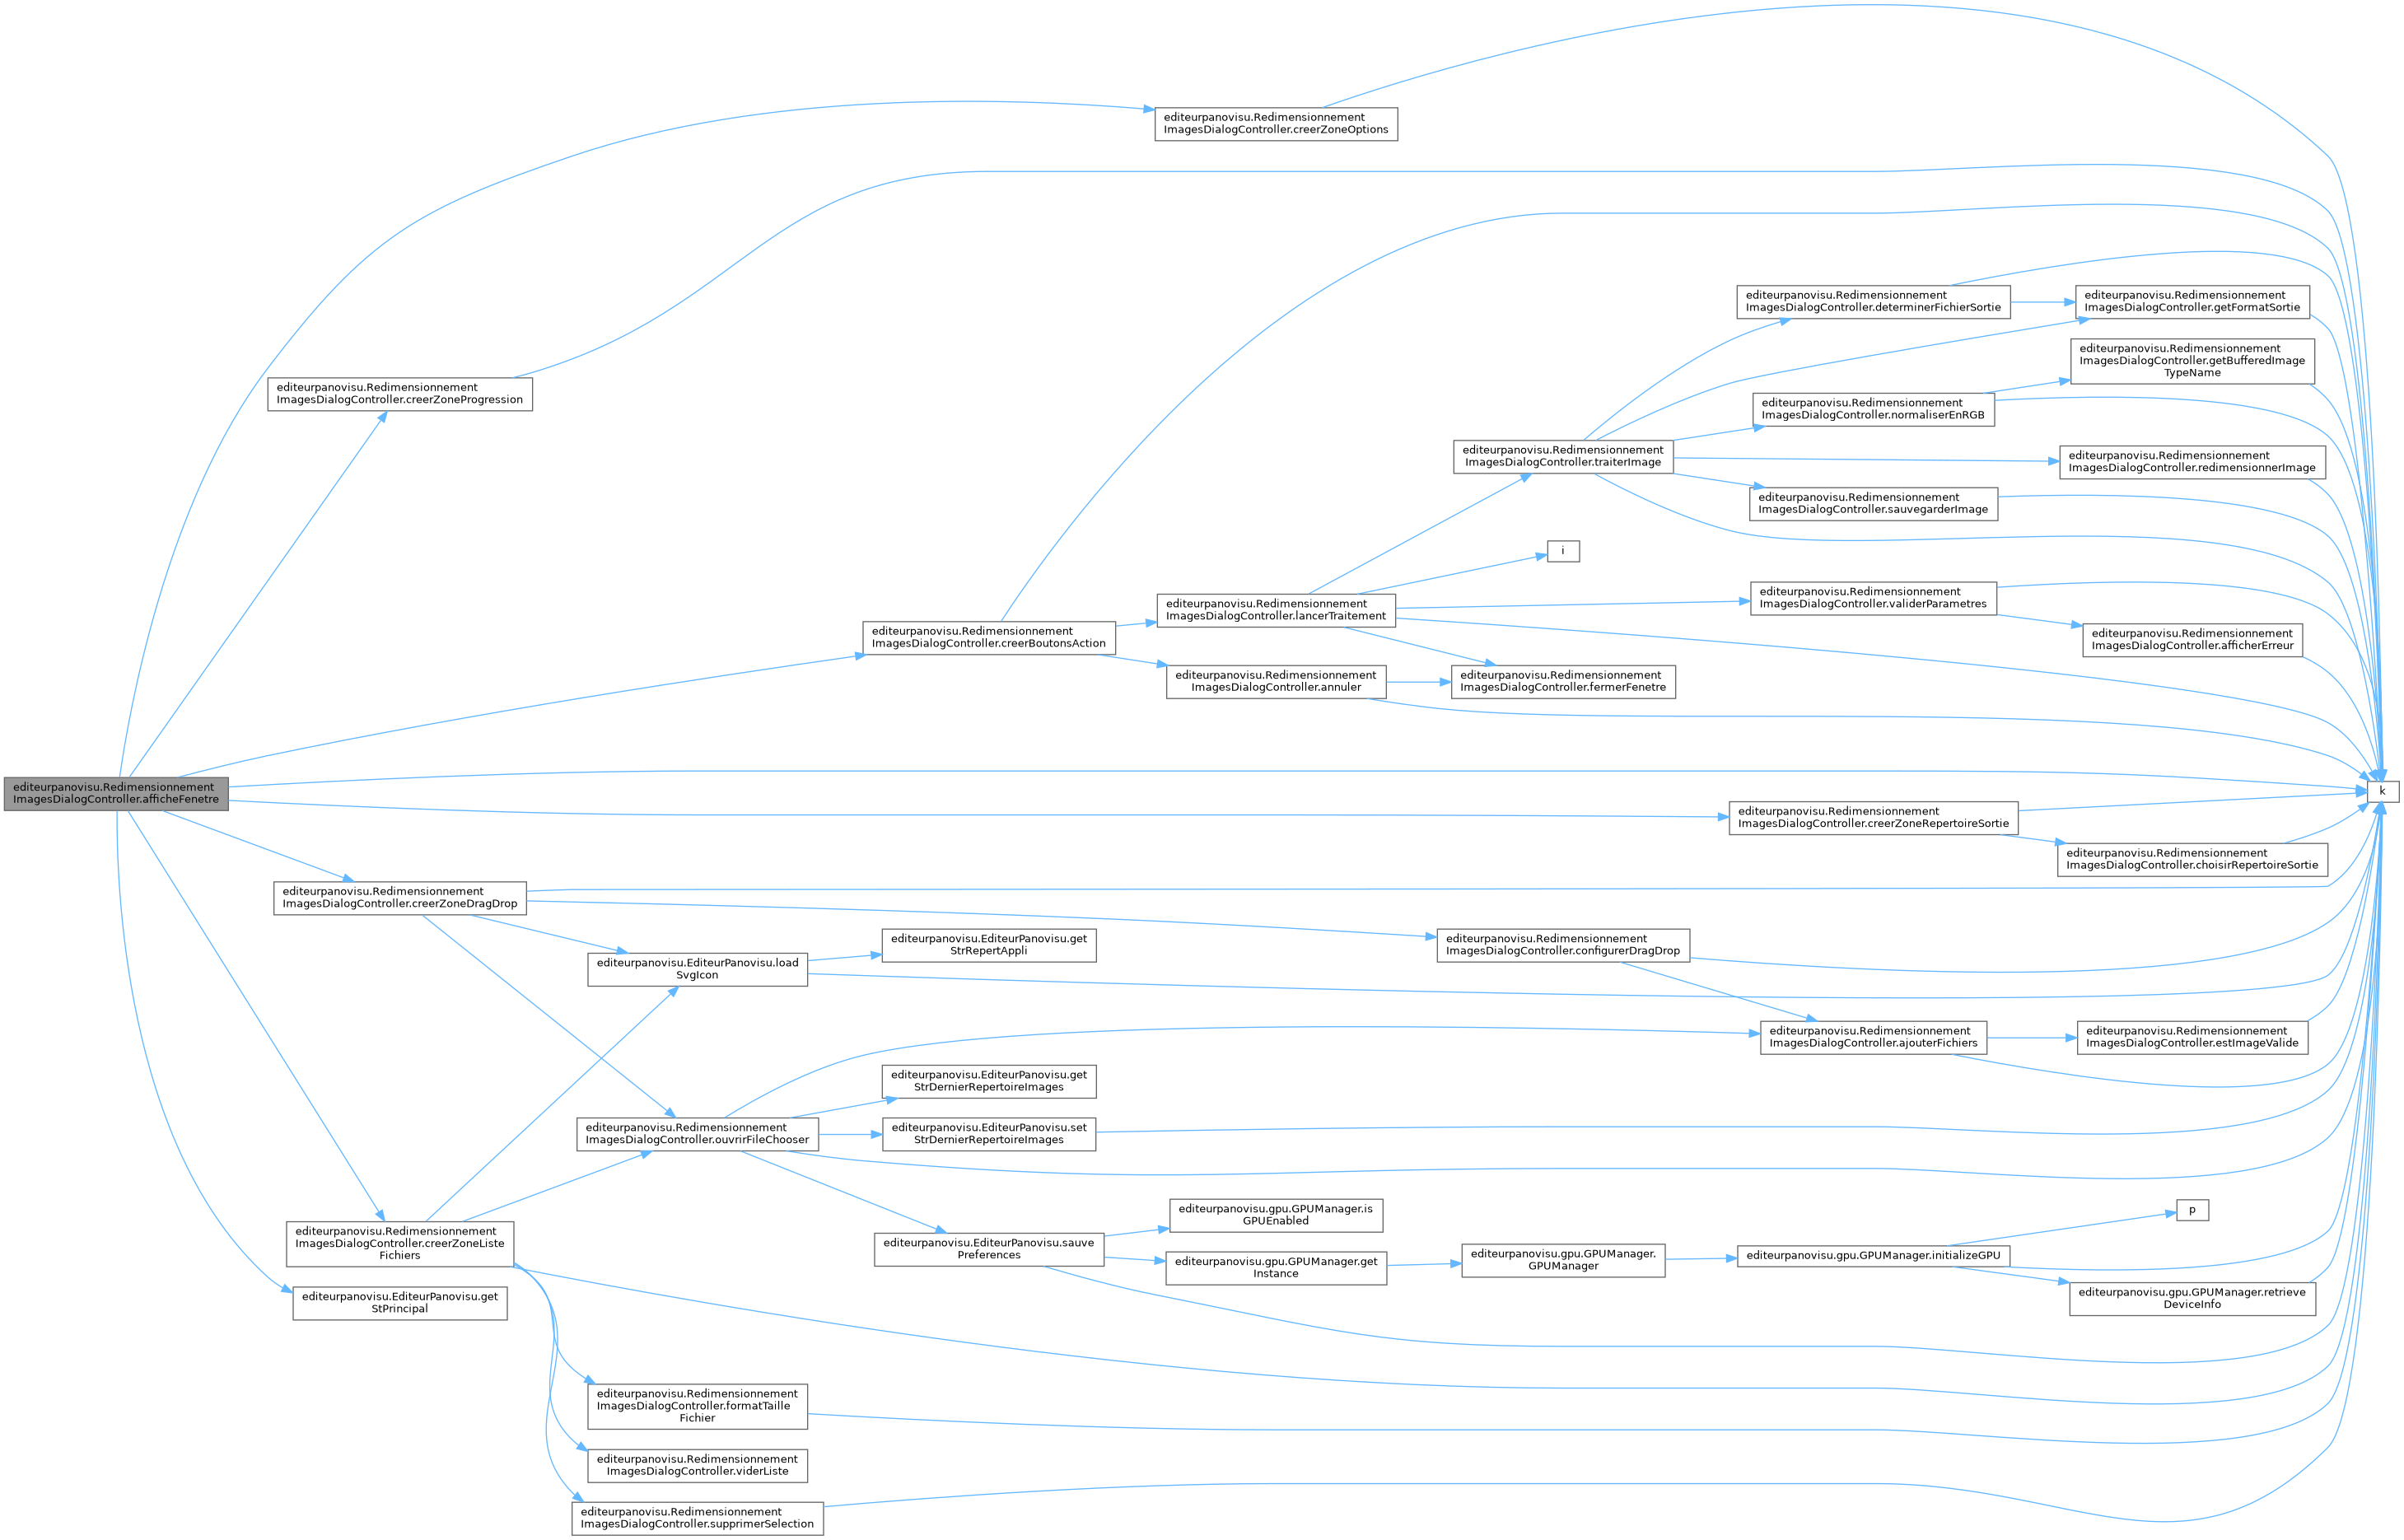 editeurpanovisu.Redimensionnement
ImagesDialogController.afficheFenetre
editeurpanovisu.Redimensionnement
ImagesDialogController.creerZoneOptions
editeurpanovisu.Redimensionnement
ImagesDialogController.creerZoneProgression
editeurpanovisu.Redimensionnement
ImagesDialogController.creerBoutonsAction
editeurpanovisu.Redimensionnement
ImagesDialogController.lancerTraitement
editeurpanovisu.Redimensionnement
ImagesDialogController.annuler
editeurpanovisu.Redimensionnement
ImagesDialogController.traiterImage
i
editeurpanovisu.Redimensionnement
ImagesDialogController.fermerFenetre
editeurpanovisu.Redimensionnement
ImagesDialogController.determinerFichierSortie
editeurpanovisu.Redimensionnement
ImagesDialogController.getFormatSortie
editeurpanovisu.Redimensionnement
ImagesDialogController.getBufferedImage
TypeName
editeurpanovisu.Redimensionnement
ImagesDialogController.normaliserEnRGB
editeurpanovisu.Redimensionnement
ImagesDialogController.redimensionnerImage
editeurpanovisu.Redimensionnement
ImagesDialogController.sauvegarderImage
editeurpanovisu.Redimensionnement
ImagesDialogController.validerParametres
editeurpanovisu.Redimensionnement
ImagesDialogController.afficherErreur
k
editeurpanovisu.Redimensionnement
ImagesDialogController.creerZoneRepertoireSortie
editeurpanovisu.Redimensionnement
ImagesDialogController.choisirRepertoireSortie
editeurpanovisu.Redimensionnement
ImagesDialogController.creerZoneDragDrop
editeurpanovisu.EditeurPanovisu.load
SvgIcon
editeurpanovisu.EditeurPanovisu.get
StrRepertAppli
editeurpanovisu.Redimensionnement
ImagesDialogController.configurerDragDrop
editeurpanovisu.Redimensionnement
ImagesDialogController.ajouterFichiers
editeurpanovisu.Redimensionnement
ImagesDialogController.estImageValide
editeurpanovisu.Redimensionnement
ImagesDialogController.ouvrirFileChooser
editeurpanovisu.EditeurPanovisu.get
StrDernierRepertoireImages
editeurpanovisu.EditeurPanovisu.set
StrDernierRepertoireImages
editeurpanovisu.EditeurPanovisu.sauve
Preferences
editeurpanovisu.gpu.GPUManager.is
GPUEnabled
editeurpanovisu.gpu.GPUManager.get
Instance
editeurpanovisu.gpu.GPUManager.
GPUManager
editeurpanovisu.gpu.GPUManager.initializeGPU
p
editeurpanovisu.gpu.GPUManager.retrieve
DeviceInfo
editeurpanovisu.Redimensionnement
ImagesDialogController.creerZoneListe
Fichiers
editeurpanovisu.EditeurPanovisu.get
StPrincipal
editeurpanovisu.Redimensionnement
ImagesDialogController.formatTaille
Fichier
editeurpanovisu.Redimensionnement
ImagesDialogController.viderListe
editeurpanovisu.Redimensionnement
ImagesDialogController.supprimerSelection